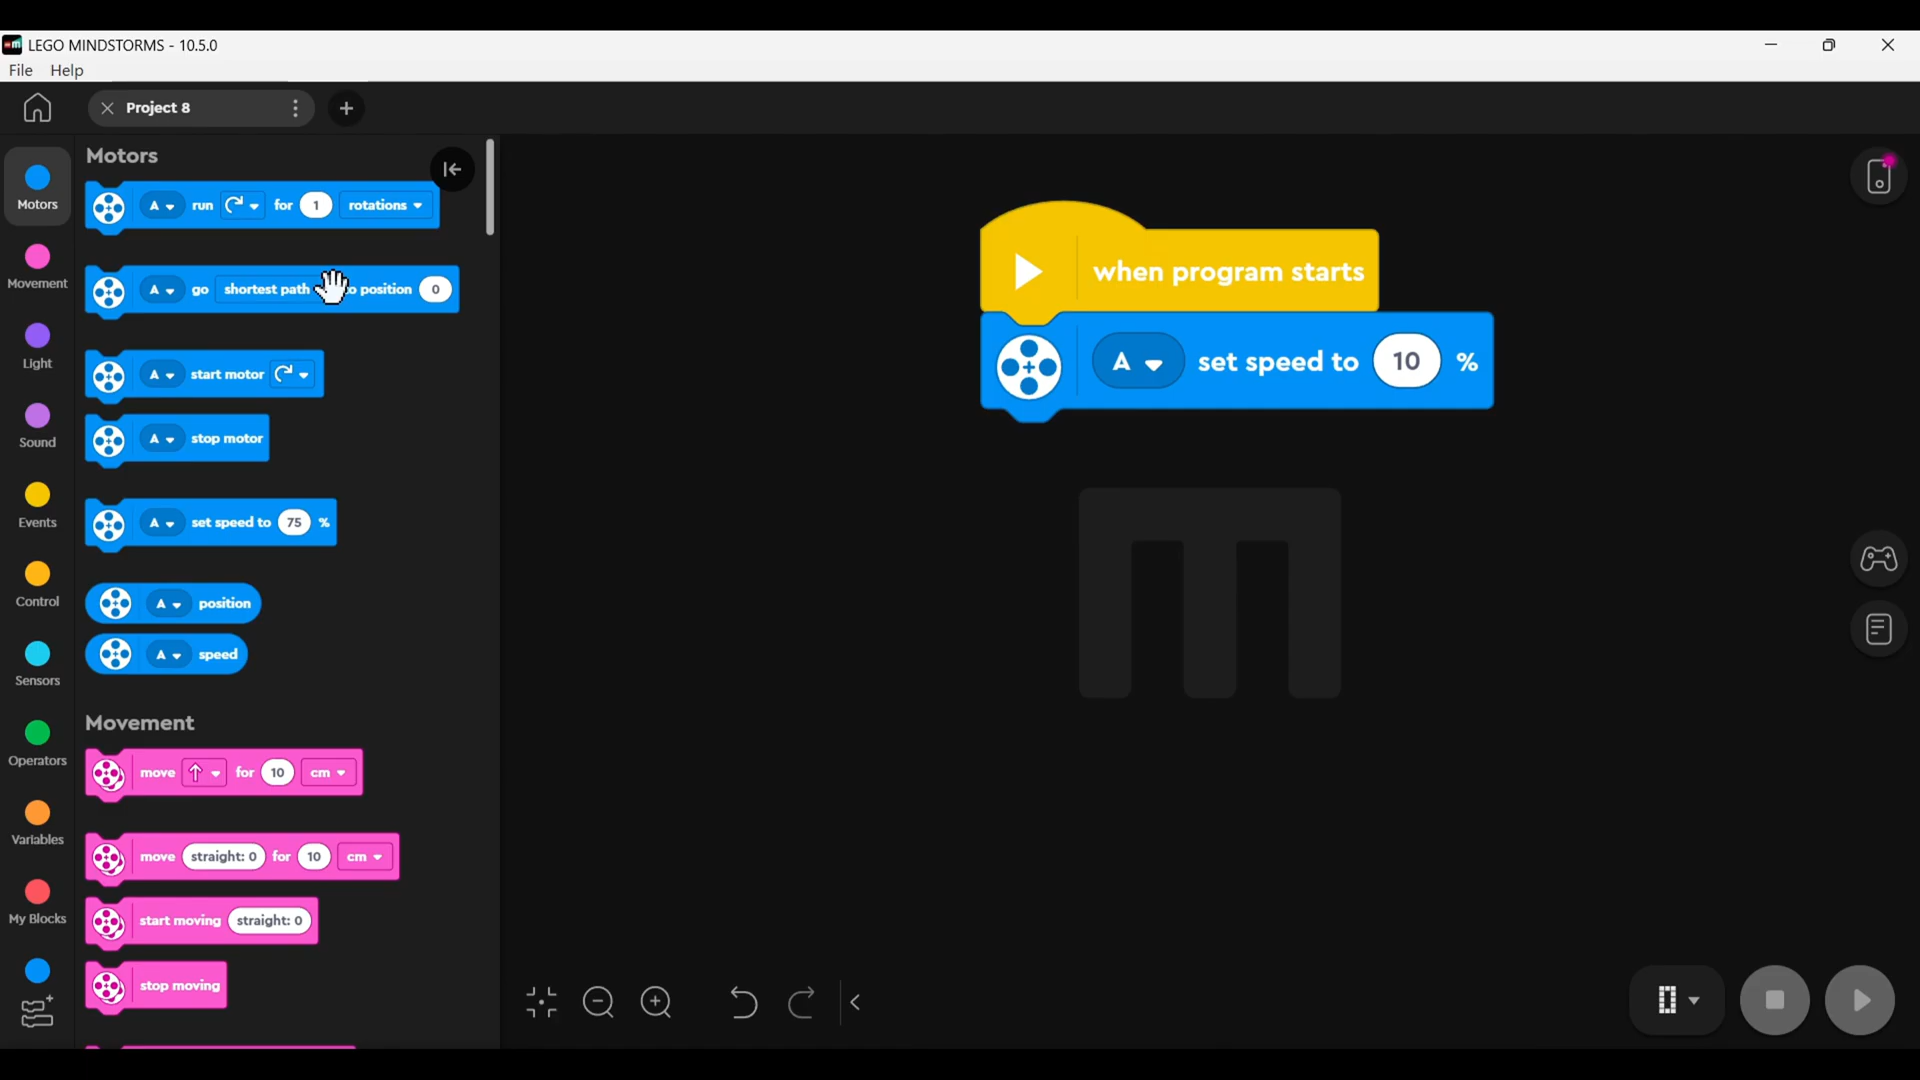 LEGO MINDSTORMS - 10.5.0
File Help
Project 8
Motors
Movement
Light
Sound
Events
Control
Sensors
Operators
Variables
My Blocks
Motors
A run for 1 rotations
A go shortest path position 0
A start motor
A stop motor
A set speed to 75 %
A position
A speed
Movement
move for 10 cm
move straight: 0 for 10 cm
start moving straight: 0
stop moving
when program starts
A set speed to 10 %